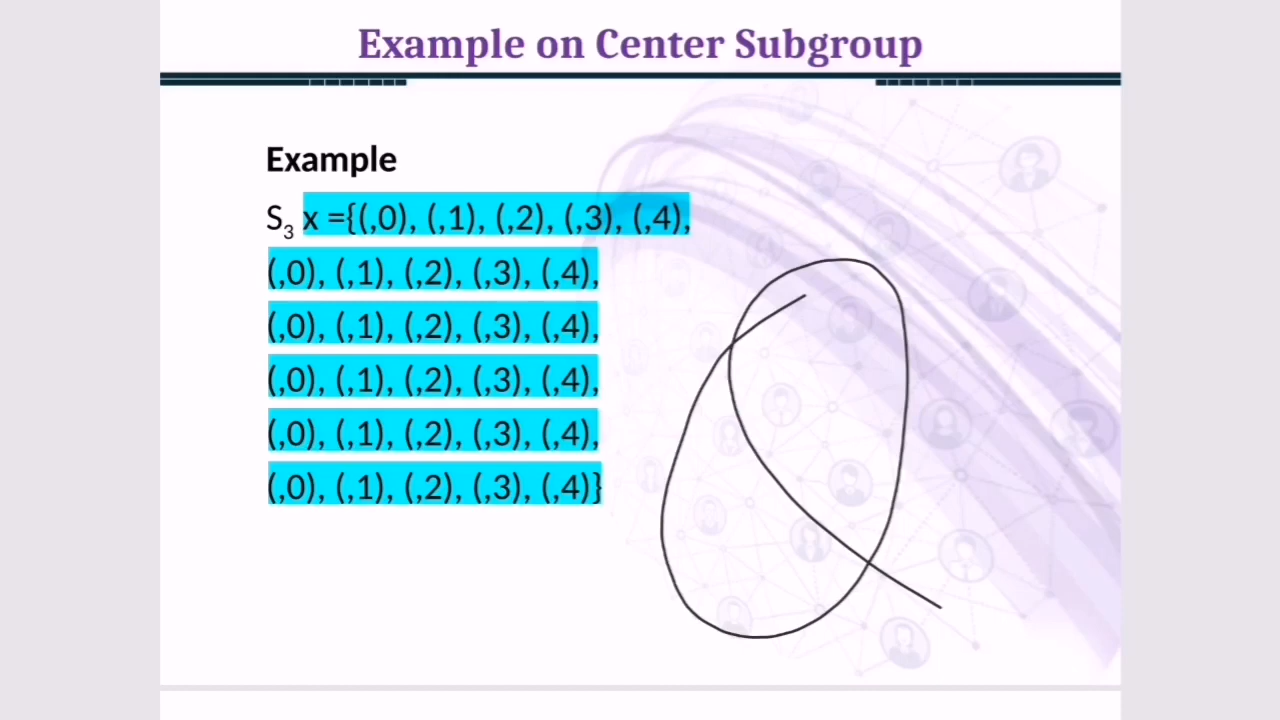 Example on Center Subgroup
Example
S₃ x ={(,0), (,1), (,2), (,3), (,4),
(,0), (,1), (,2), (,3), (,4),
(,0), (,1), (,2), (,3), (,4),
(,0), (,1), (,2), (,3), (,4),
(,0), (,1), (,2), (,3), (,4),
(,0), (,1), (,2), (,3), (,4)}